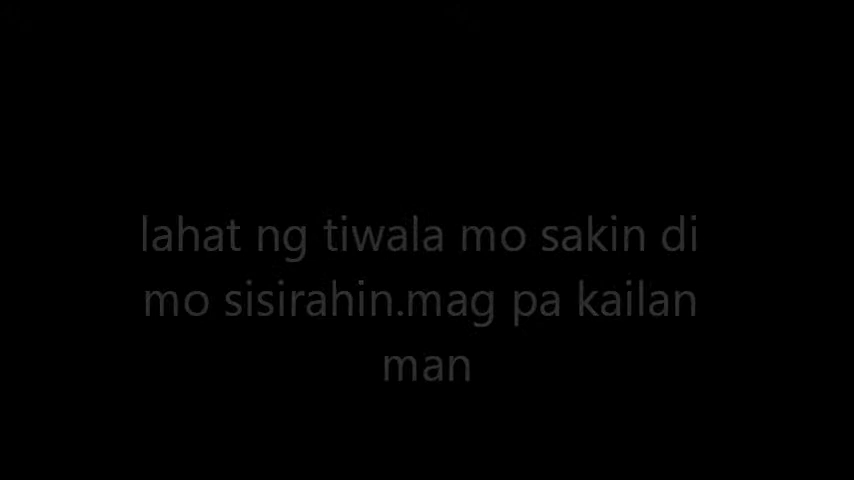 lahat ng tiwala mo sakin di
mo sisirahin.mag pa kailan
man